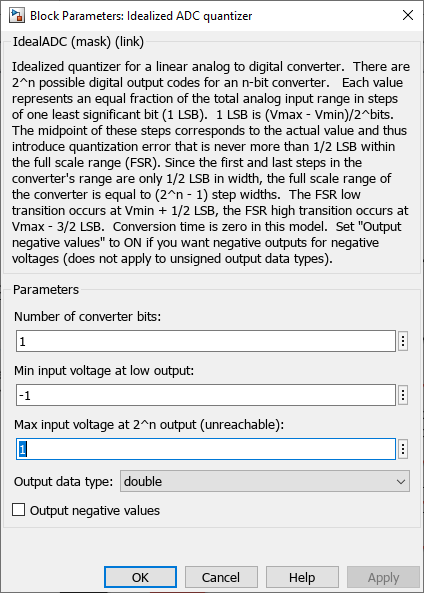 Block Parameters: Idealized ADC quantizer
IdealADC (mask) (link)
Idealized quantizer for a linear analog to digital converter.  There are
2^n possible digital output codes for an n-bit converter.   Each value
represents an equal fraction of the total analog input range in steps
of one least significant bit (1 LSB).  1 LSB is (Vmax - Vmin)/2^bits.
The midpoint of these steps corresponds to the actual value and thus
introduce quantization error that is never more than 1/2 LSB within
the full scale range (FSR). Since the first and last steps in the
converter's range are only 1/2 LSB in width, the full scale range of
the converter is equal to (2^n - 1) step widths.  The FSR low
transition occurs at Vmin + 1/2 LSB, the FSR high transition occurs at
Vmax - 3/2 LSB.  Conversion time is zero in this model.  Set "Output
negative values" to ON if you want negative outputs for negative
voltages (does not apply to unsigned output data types).
Parameters
Number of converter bits:
1
Min input voltage at low output:
-1
Max input voltage at 2^n output (unreachable):
1
Output data type: double
Output negative values
OK Cancel Help Apply